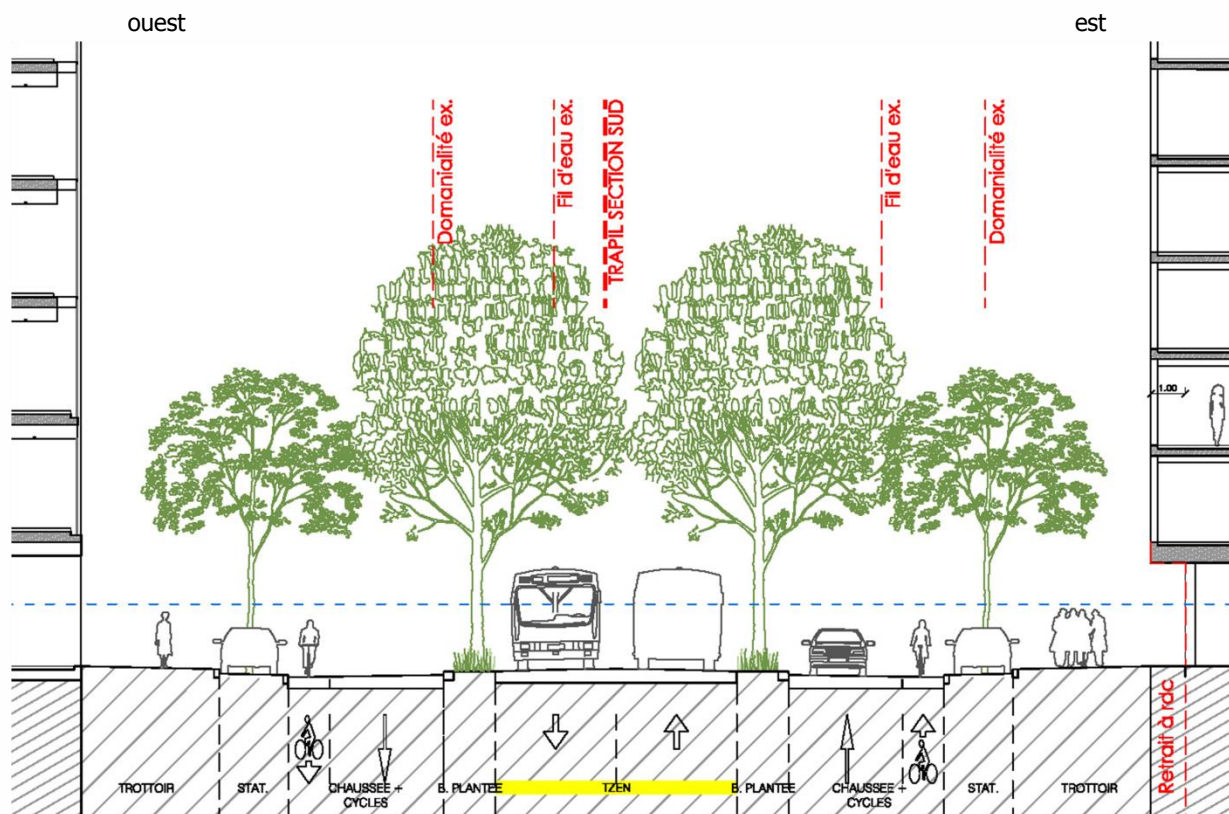 ouest
est
Domanialité ex.
Fil d'eau ex.
TRAPIL SECTION SUD
Fil d'eau ex.
Domanialité ex.
1.00
Retrait à rdc
TROTTOIR
STAT.
CHAUSSEE +
CYCLES
B. PLANTEE
TZEN
B. PLANTEE
CHAUSSEE +
CYCLES
STAT.
TROTTOIR